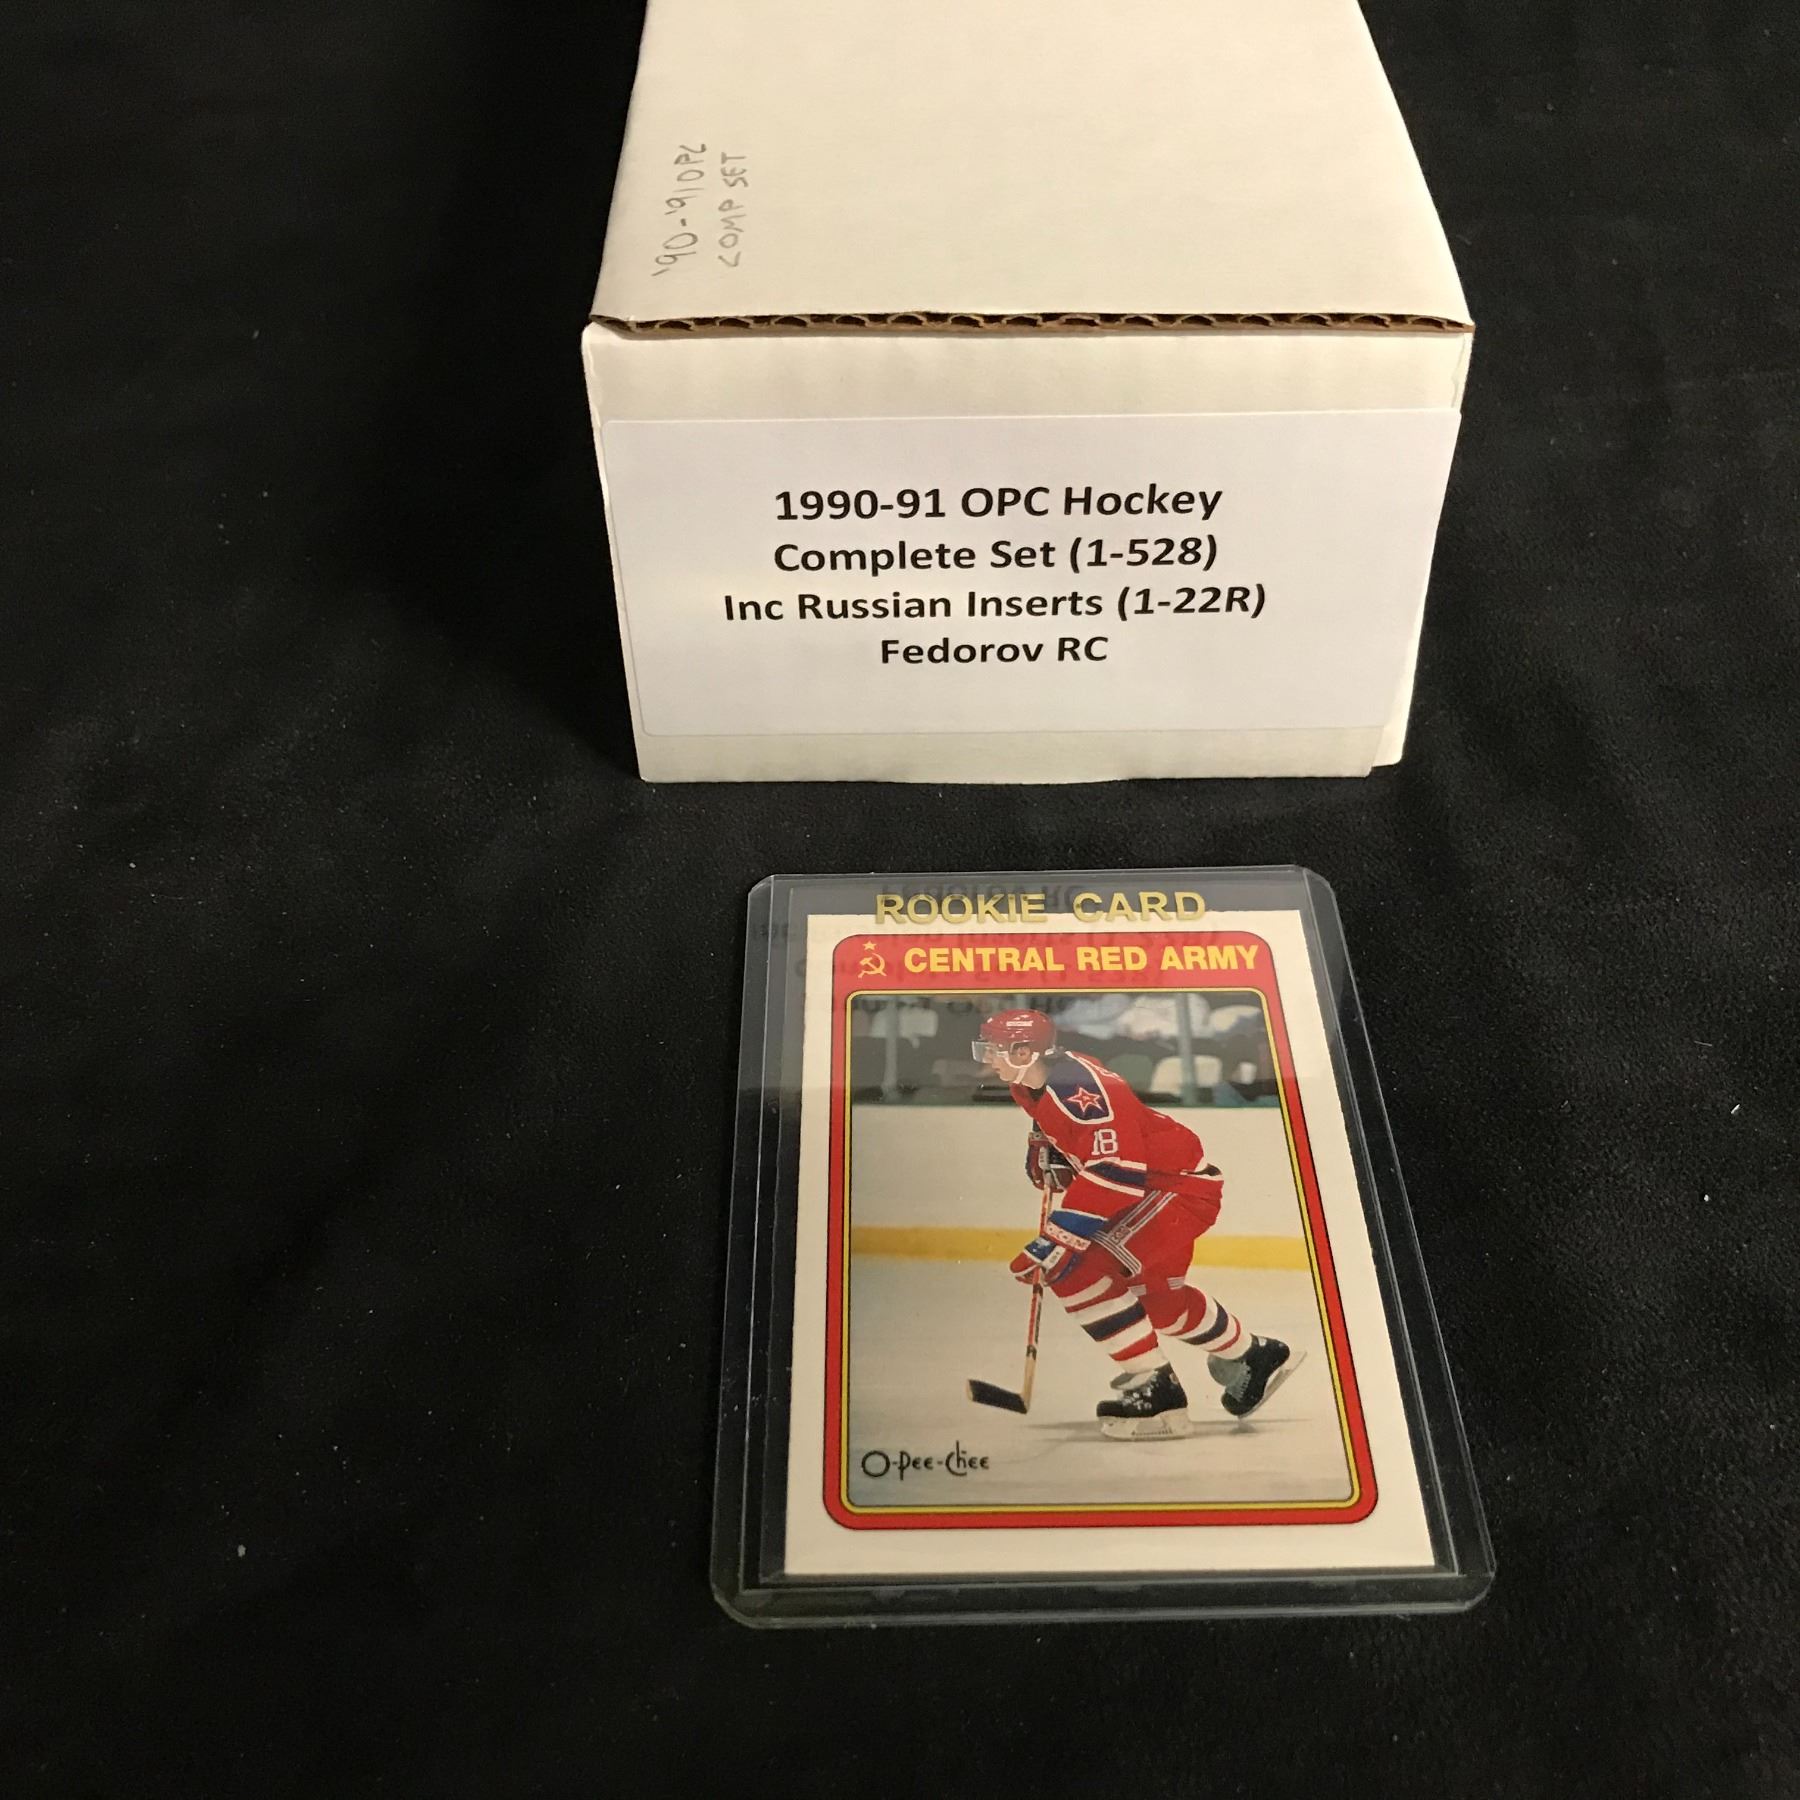 '90-'91 OPC
COMP SET
1990-91 OPC Hockey
Complete Set (1-528)
Inc Russian Inserts (1-22R)
Fedorov RC
ROOKIE CARD
CENTRAL RED ARMY
18
O-Pee-Chee